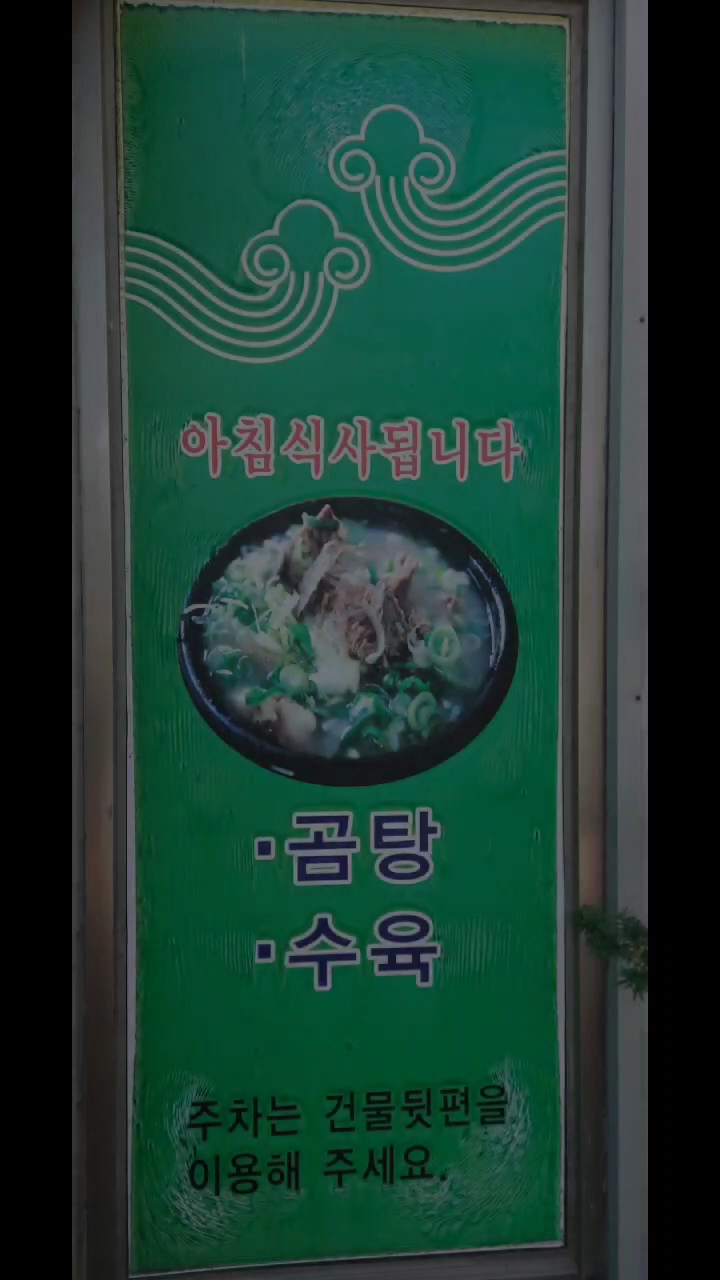 아침식사됩니다
·곰탕
·수육
주차는 건물뒷편을
이용해 주세요.